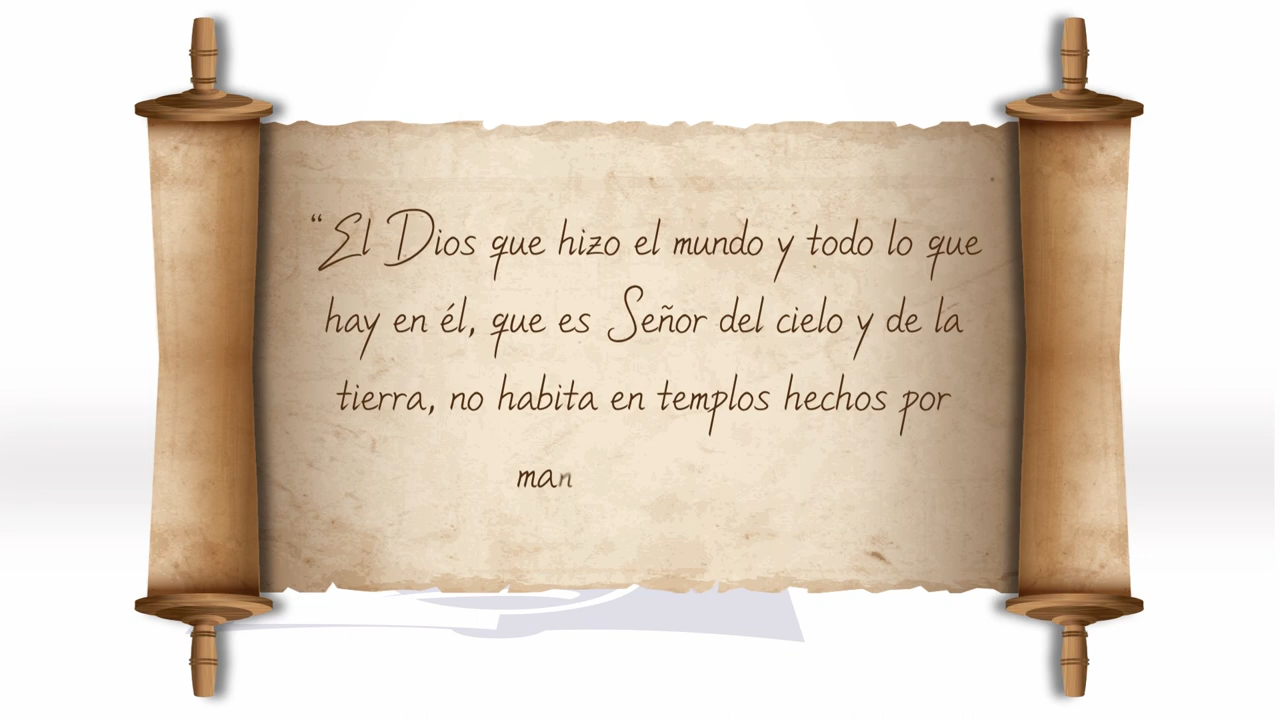 “El Dios que hizo el mundo y todo lo que
hay en él, que es Señor del cielo y de la
tierra, no habita en templos hechos por
man